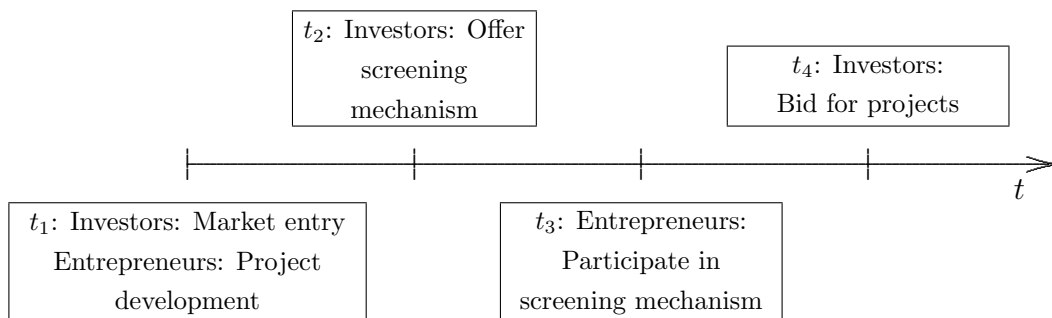 t₂: Investors: Offer
screening
mechanism
t₄: Investors:
Bid for projects
t
t₁: Investors: Market entry
Entrepreneurs: Project
development
t₃: Entrepreneurs:
Participate in
screening mechanism